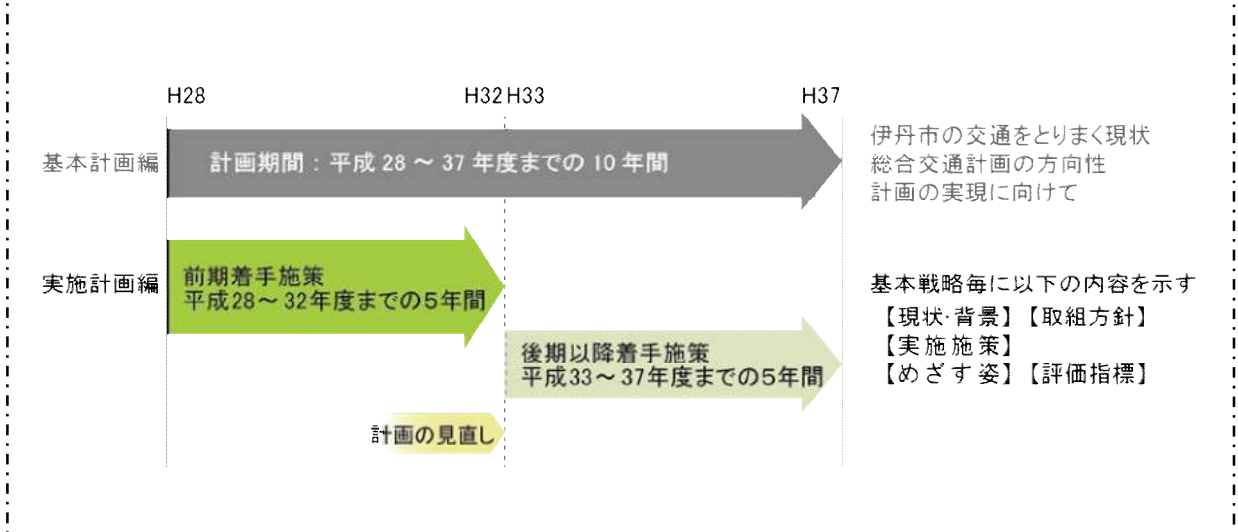 H28 H32 H33 H37
基本計画編
計画期間：平成 28 ～ 37 年度までの 10 年間
伊丹市の交通をとりまく現状
総合交通計画の方向性
計画の実現に向けて
実施計画編
前期着手施策
平成28～32年度までの5年間
基本戦略毎に以下の内容を示す
【現状・背景】【取組方針】
【実施施策】
【めざす姿】【評価指標】
後期以降着手施策
平成33～37年度までの5年間
計画の見直し